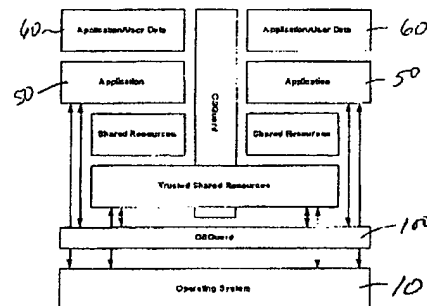 60 Application/User Data Application/User Data 60
50 Application Application 50
OSGuard
Shared Resources Shared Resources
Trusted Shared Resources
OSGuard 100
Operating System 10